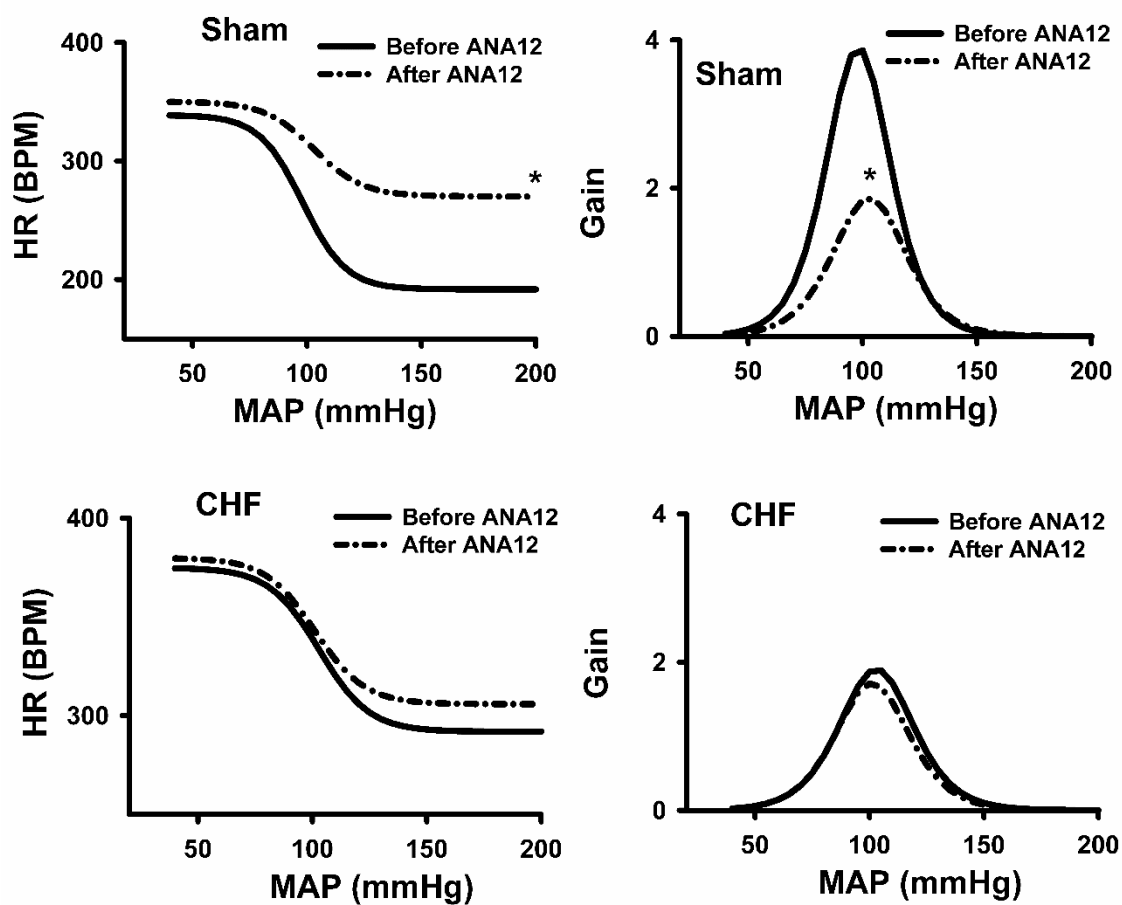 Sham
Before ANA12
After ANA12
400
300
200
HR (BPM)
*
50 100 150 200
MAP (mmHg)
Before ANA12
After ANA12
Sham
4
2
0
Gain
*
50 100 150 200
MAP (mmHg)
CHF
Before ANA12
After ANA12
400
300
HR (BPM)
50 100 150 200
MAP (mmHg)
CHF
Before ANA12
After ANA12
4
2
0
Gain
50 100 150 200
MAP (mmHg)